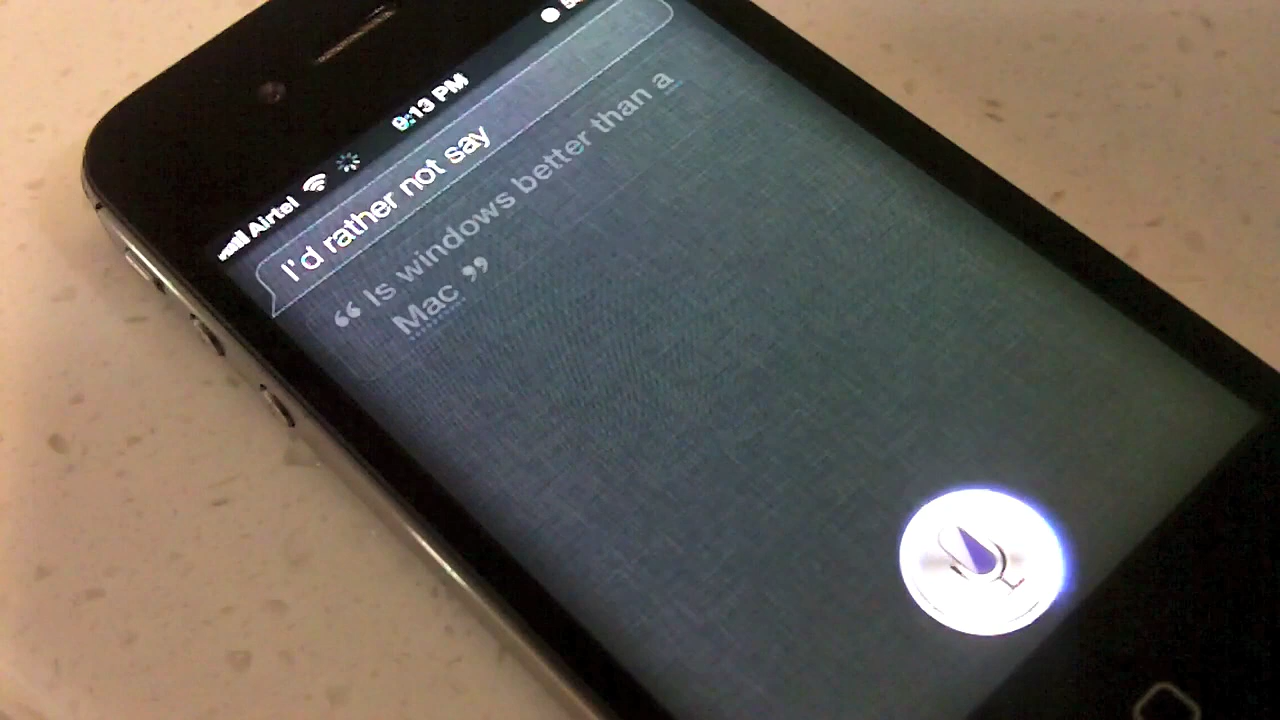 Airtel 9:13 PM
I'd rather not say
“ Is windows better than a
Mac ”